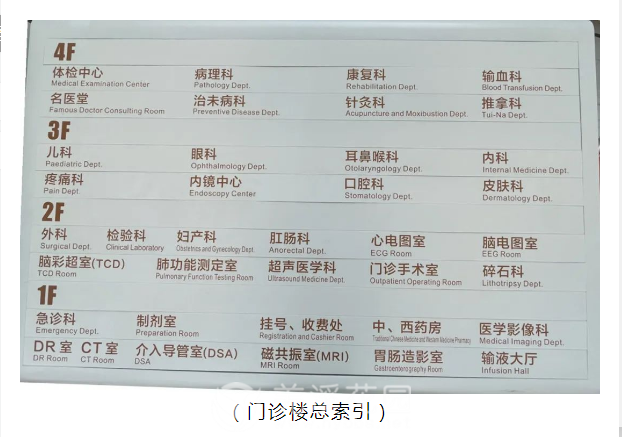 4F
体检中心 病理科 康复科 输血科
Medical Examination Center Pathology Dept. Rehabilitation Dept. Blood Transfusion Dept.
名医堂 治未病科 针灸科 推拿科
Famous Doctor Consulting Room Preventive Disease Dept. Acupuncture and Moxibustion Dept. Tui-Na Dept.
3F
儿科 眼科 耳鼻喉科 内科
Paediatric Dept. Ophthalmology Dept. Otolaryngology Dept. Internal Medicine Dept.
疼痛科 内镜中心 口腔科 皮肤科
Pain Dept. Endoscopy Center Stomatology Dept. Dermatology Dept.
2F
外科 检验科 妇产科 肛肠科 心电图室 脑电图室
Surgical Dept. Clinical Laboratory Obstetrics and Gynecology Dept. Anorectal Dept. ECG Room EEG Room
脑彩超室(TCD) 肺功能测定室 超声医学科 门诊手术室 碎石科
TCD Room Pulmonary Function Testing Room Ultrasound Medicine Dept. Outpatient Operating Room Lithotripsy Dept.
1F
急诊科 制剂室 挂号、收费处 中、西药房 医学影像科
Emergency Dept. Preparation Room Registration and Cashier Room Traditional Chinese Medicine and Western Medicine Pharmacy Medical Imaging Dept.
DR室 CT室 介入导管室(DSA) 磁共振室(MRI) 胃肠造影室 输液大厅
DR Room CT Room DSA MRI Room Gastroenterography Room Infusion Hall
（门诊楼总索引）